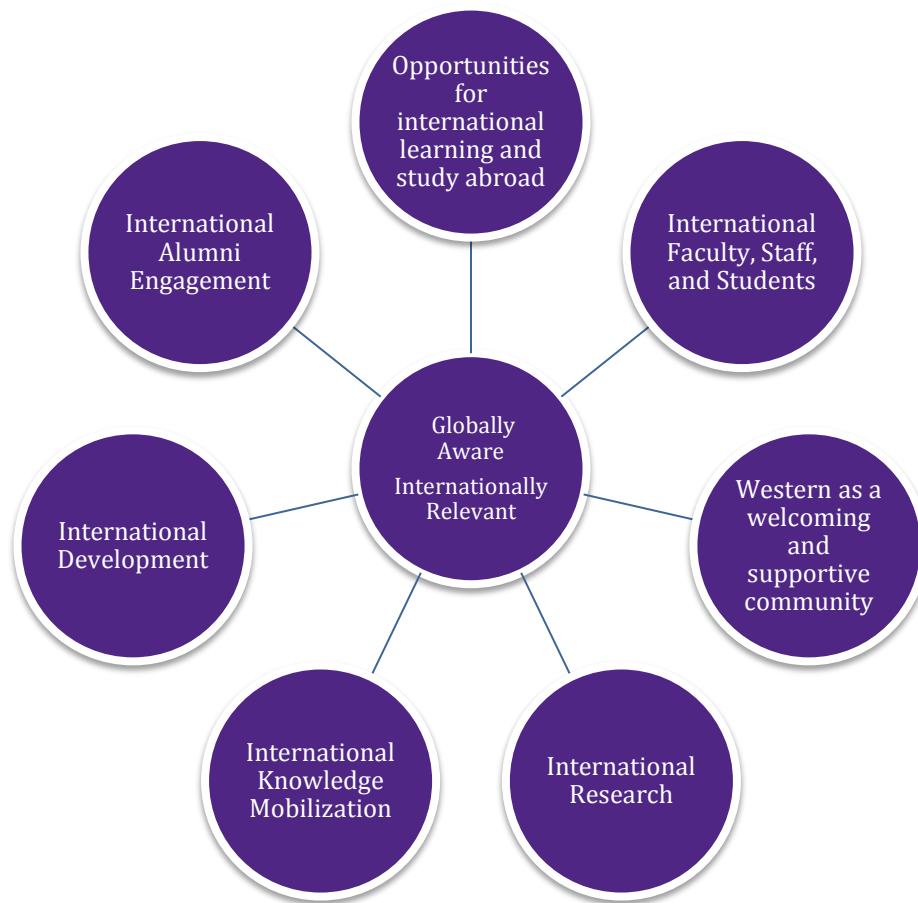 Opportunities
for
international
learning and
study abroad
International
Faculty, Staff,
and Students
Western as a
welcoming
and
supportive
community
International
Research
International
Knowledge
Mobilization
International
Development
International
Alumni
Engagement
Globally
Aware
Internationally
Relevant